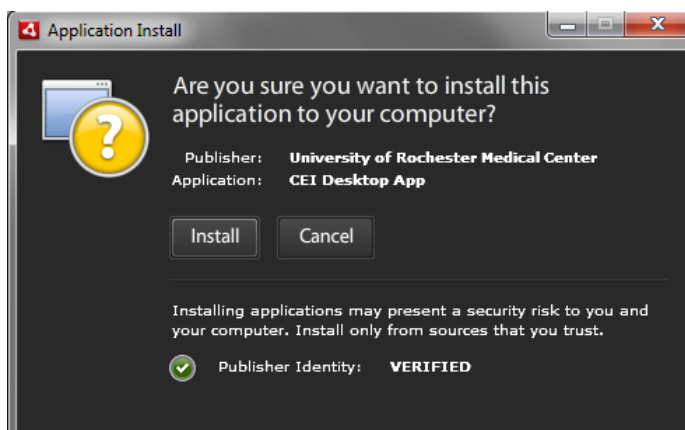 Application Install
Are you sure you want to install this
application to your computer?
Publisher: University of Rochester Medical Center
Application: CEI Desktop App
Install Cancel
Installing applications may present a security risk to you and
your computer. Install only from sources that you trust.
Publisher Identity: VERIFIED